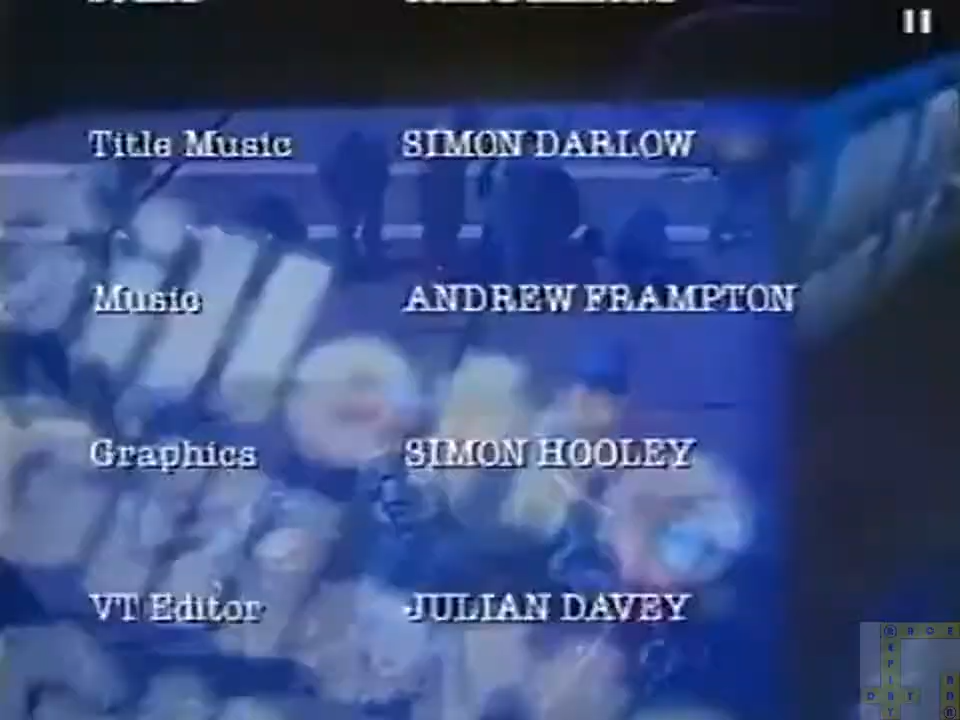 Title Music SIMON DARLOW
Music ANDREW FRAMPTON
Graphics SIMON HOOLEY
VT Editor JULIAN DAVEY